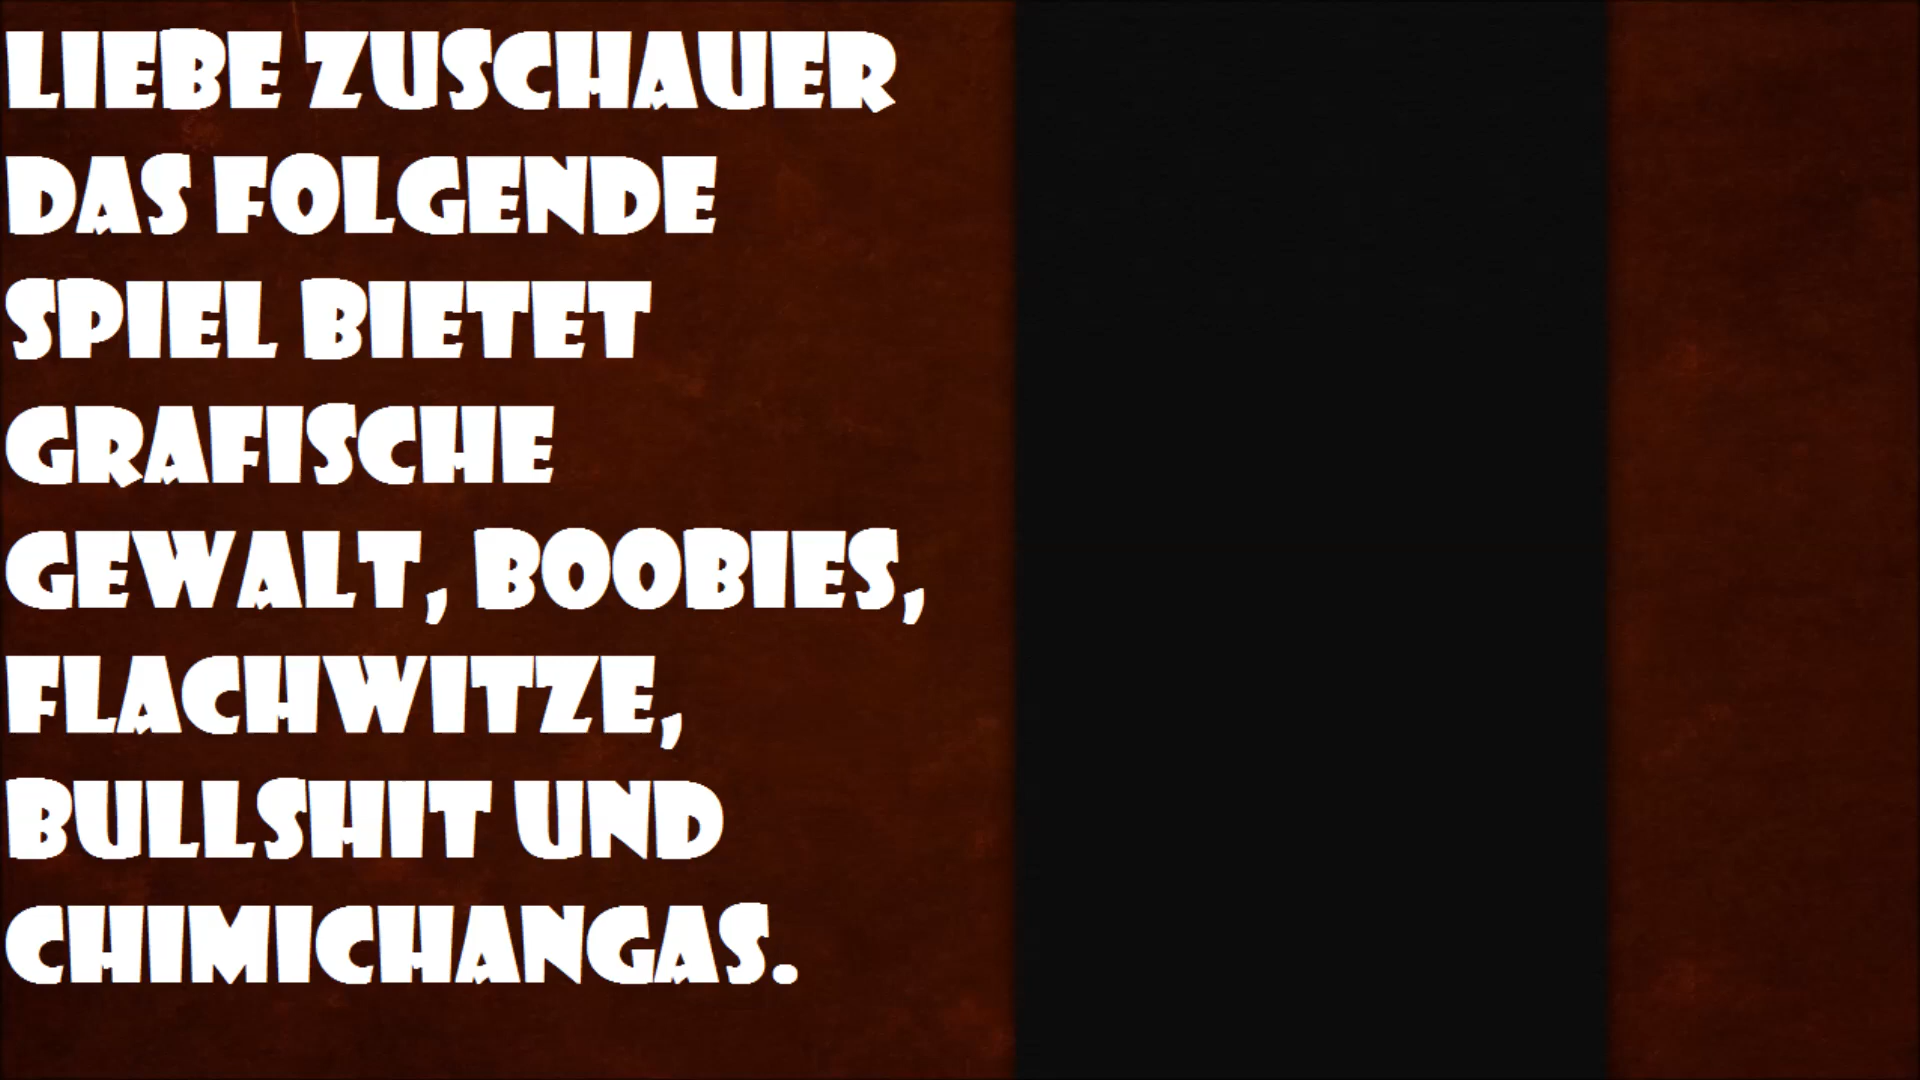 LIEBE ZUSCHAUER
DAS FOLGENDE
SPIEL BIETET
GRAFISCHE
GEWALT, BOOBIES,
FLACHWITZE,
BULLSHIT UND
CHIMICHANGAS.